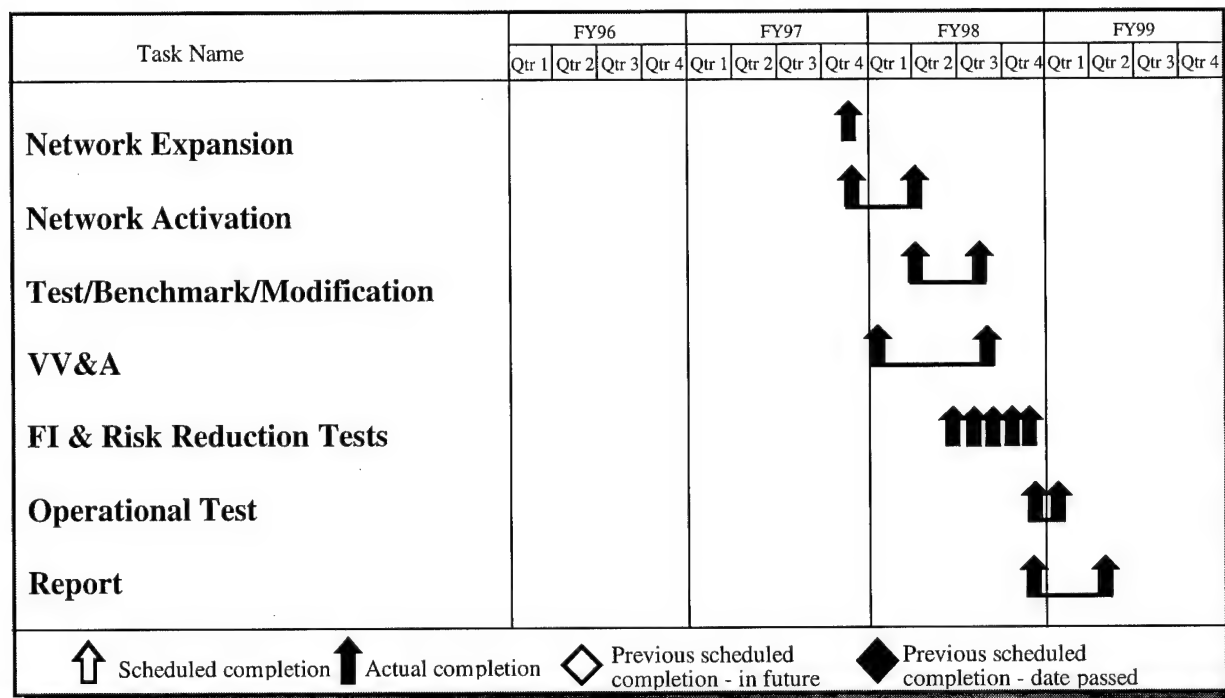 Task Name
FY96 FY97 FY98 FY99
Qtr 1 Qtr 2 Qtr 3 Qtr 4 Qtr 1 Qtr 2 Qtr 3 Qtr 4 Qtr 1 Qtr 2 Qtr 3 Qtr 4 Qtr 1 Qtr 2 Qtr 3 Qtr 4
Network Expansion
Network Activation
Test/Benchmark/Modification
VV&A
FI & Risk Reduction Tests
Operational Test
Report
Scheduled completion
Actual completion
Previous scheduled
completion - in future
Previous scheduled
completion - date passed